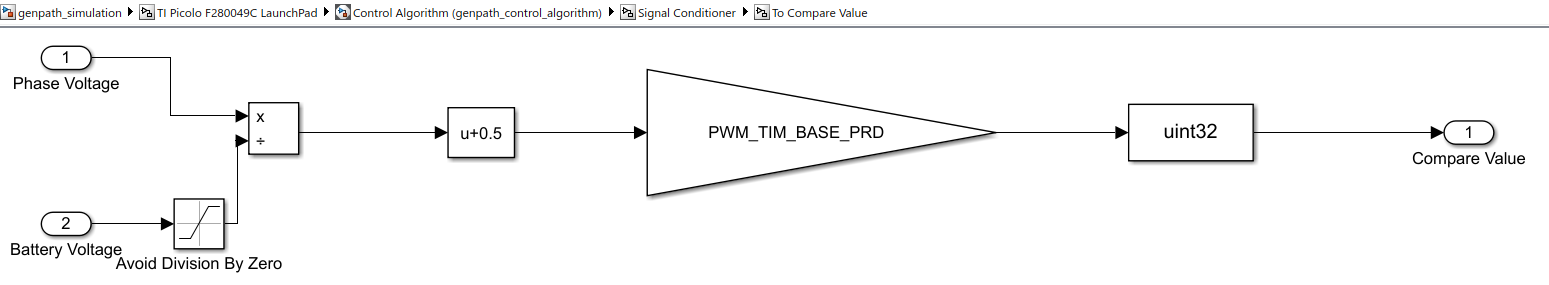 genpath_simulation TI Picolo F280049C LaunchPad Control Algorithm (genpath_control_algorithm) Signal Conditioner To Compare Value
1
Phase Voltage
x
÷
u+0.5
PWM_TIM_BASE_PRD
uint32
1
Compare Value
2
Battery Voltage
Avoid Division By Zero